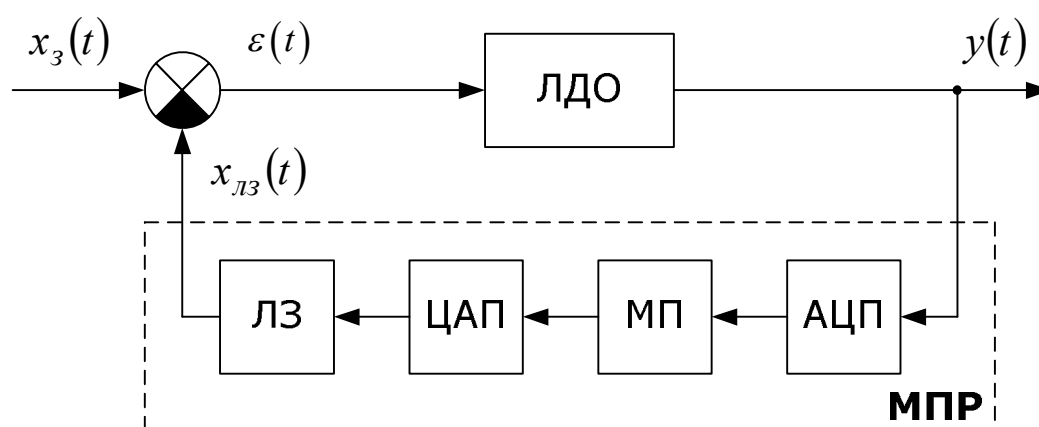 xз(t)
ε(t)
ЛДО
y(t)
xлз(t)
ЛЗ
ЦАП
МП
АЦП
МПР